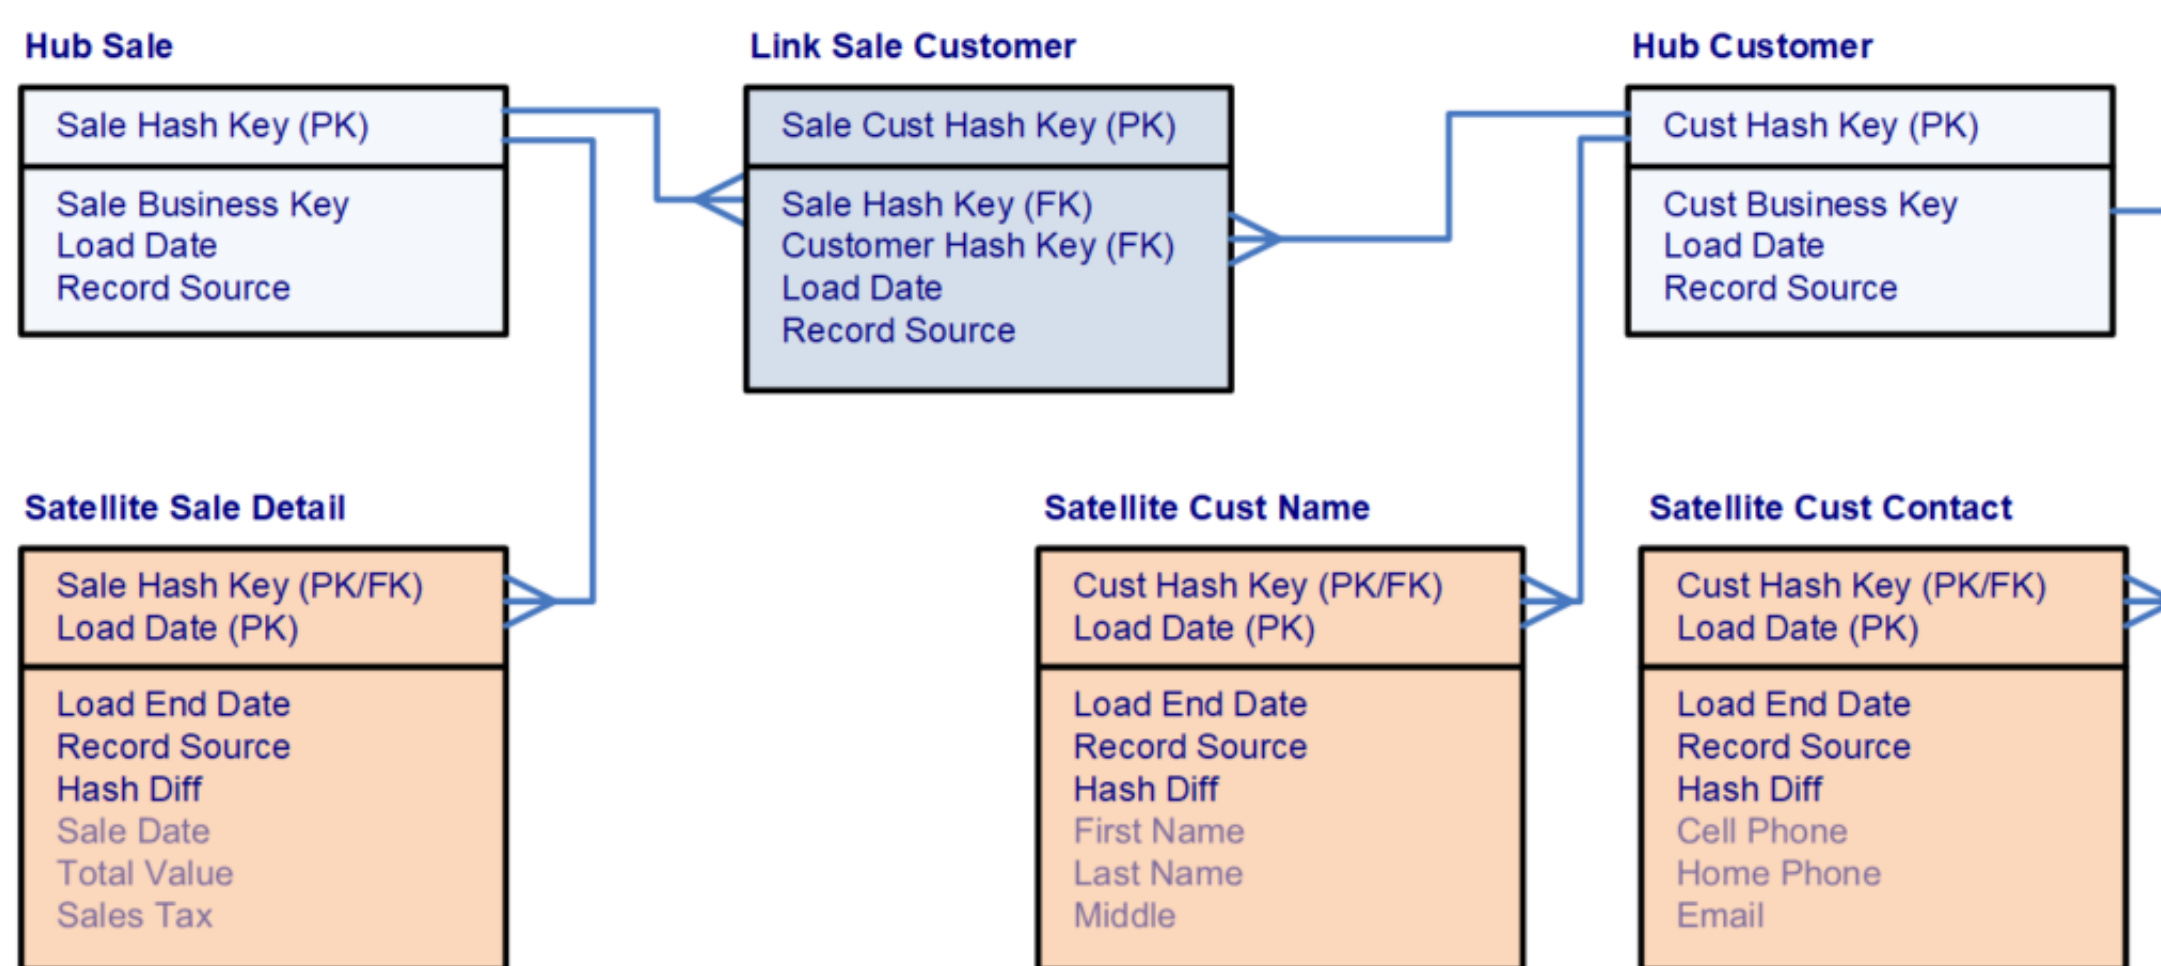 Hub Sale
Sale Hash Key (PK)
Sale Business Key
Load Date
Record Source
Link Sale Customer
Sale Cust Hash Key (PK)
Sale Hash Key (FK)
Customer Hash Key (FK)
Load Date
Record Source
Hub Customer
Cust Hash Key (PK)
Cust Business Key
Load Date
Record Source
Satellite Sale Detail
Sale Hash Key (PK/FK)
Load Date (PK)
Load End Date
Record Source
Hash Diff
Sale Date
Total Value
Sales Tax
Satellite Cust Name
Cust Hash Key (PK/FK)
Load Date (PK)
Load End Date
Record Source
Hash Diff
First Name
Last Name
Middle
Satellite Cust Contact
Cust Hash Key (PK/FK)
Load Date (PK)
Load End Date
Record Source
Hash Diff
Cell Phone
Home Phone
Email